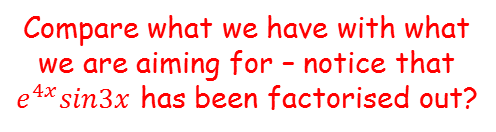 Compare what we have with what
we are aiming for – notice that
$e^{4x}sin3x$ has been factorised out?